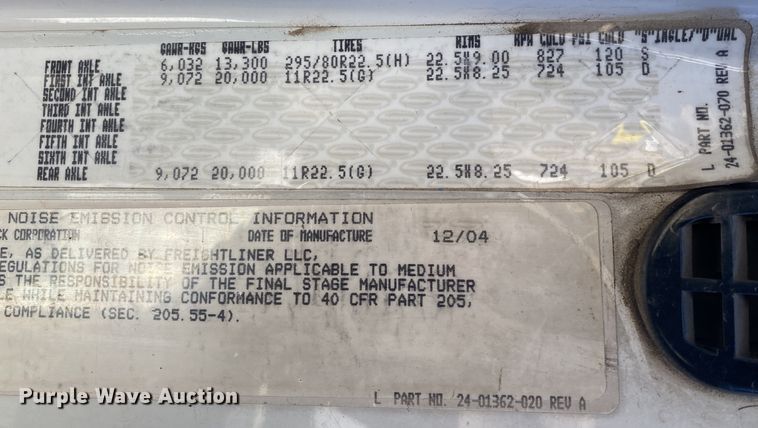 GAWR-KGS GAWR-LBS TIRES RIMS KPA COLD PSI COLD "S"INGLE/"D"UAL
FRONT AXLE 6,032 13,300 295/80R22.5(H) 22.5X9.00 827 120 S
FIRST INT AXLE 9,072 20,000 11R22.5(G) 22.5X8.25 724 105 D
SECOND INT AXLE
THIRD INT AXLE
FOURTH INT AXLE
FIFTH INT AXLE
SIXTH INT AXLE
REAR AXLE 9,072 20,000 11R22.5(G) 22.5X8.25 724 105 D
L PART NO.
24-01362-070 REV A
NOISE EMISSION CONTROL INFORMATION
CK CORPORATION DATE OF MANUFACTURE 12/04
E, AS DELIVERED BY FREIGHTLINER LLC,
EGULATIONS FOR NOISE EMISSION APPLICABLE TO MEDIUM
S THE RESPONSIBILITY OF THE FINAL STAGE MANUFACTURER
LE WHILE MAINTAINING CONFORMANCE TO 40 CFR PART 205,
COMPLIANCE (SEC. 205.55-4).
L PART NO. 24-01362-020 REV A
Purple Wave Auction